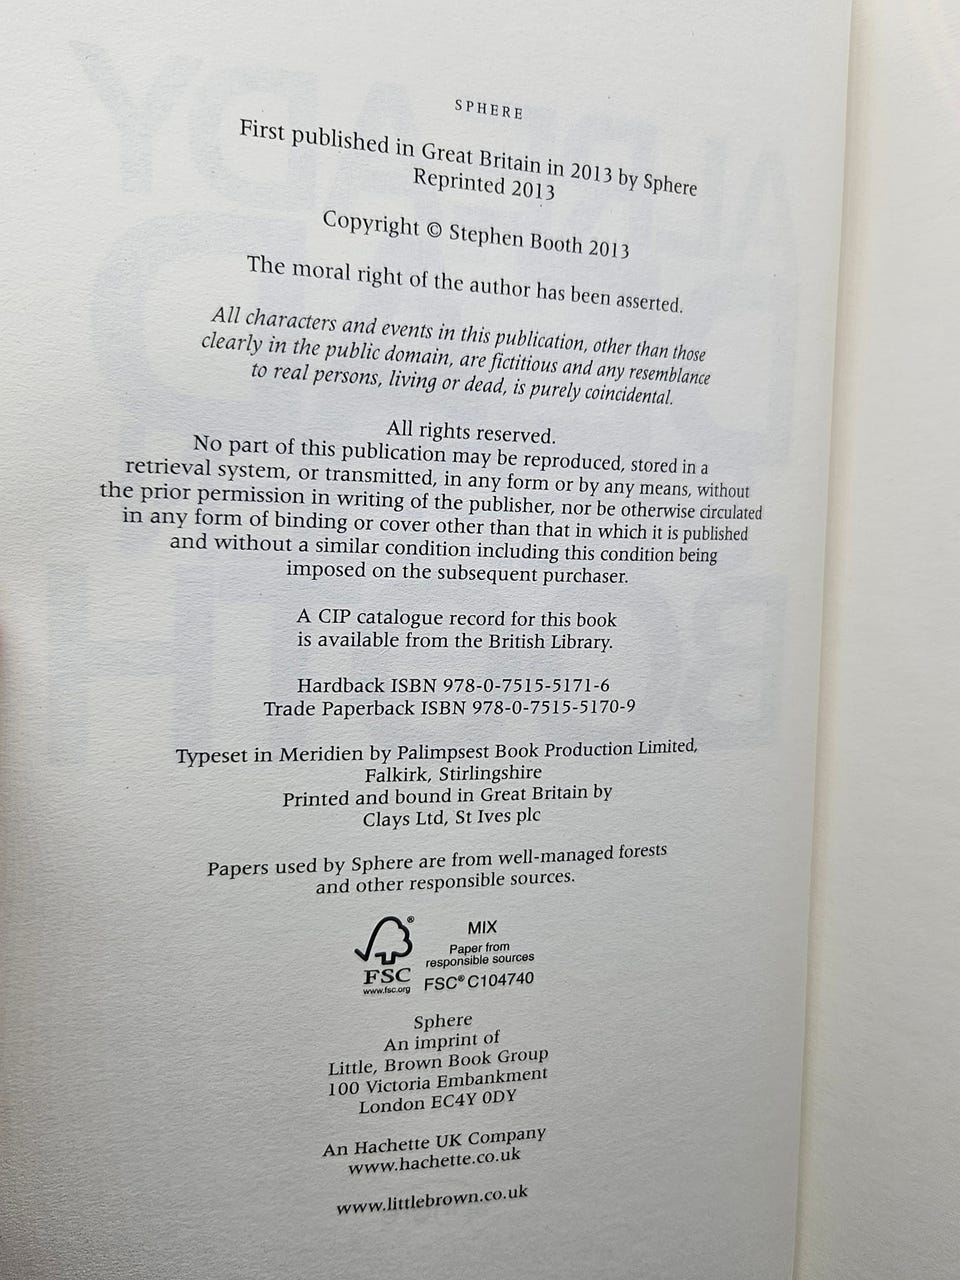 SPHERE
First published in Great Britain in 2013 by Sphere
Reprinted 2013
Copyright © Stephen Booth 2013
The moral right of the author has been asserted.
All characters and events in this publication, other than those
clearly in the public domain, are fictitious and any resemblance
to real persons, living or dead, is purely coincidental.
All rights reserved.
No part of this publication may be reproduced, stored in a
retrieval system, or transmitted, in any form or by any means, without
the prior permission in writing of the publisher, nor be otherwise circulated
in any form of binding or cover other than that in which it is published
and without a similar condition including this condition being
imposed on the subsequent purchaser.
A CIP catalogue record for this book
is available from the British Library.
Hardback ISBN 978-0-7515-5171-6
Trade Paperback ISBN 978-0-7515-5170-9
Typeset in Meridien by Palimpsest Book Production Limited,
Falkirk, Stirlingshire
Printed and bound in Great Britain by
Clays Ltd, St Ives plc
Papers used by Sphere are from well-managed forests
and other responsible sources.
®
FSC
www.fsc.org
MIX
Paper from
responsible sources
FSC® C104740
Sphere
An imprint of
Little, Brown Book Group
100 Victoria Embankment
London EC4Y 0DY
An Hachette UK Company
www.hachette.co.uk
www.littlebrown.co.uk